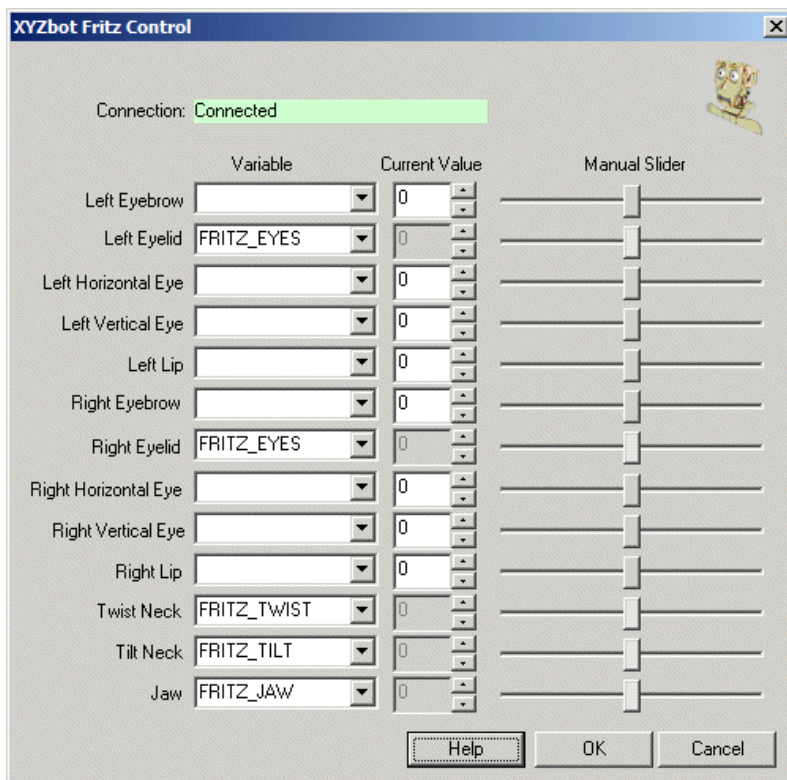 XYZbot Fritz Control
Connection: Connected
Variable Current Value Manual Slider
Left Eyebrow 0
Left Eyelid FRITZ_EYES 0
Left Horizontal Eye 0
Left Vertical Eye 0
Left Lip 0
Right Eyebrow 0
Right Eyelid FRITZ_EYES 0
Right Horizontal Eye 0
Right Vertical Eye 0
Right Lip 0
Twist Neck FRITZ_TWIST 0
Tilt Neck FRITZ_TILT 0
Jaw FRITZ_JAW 0
Help OK Cancel